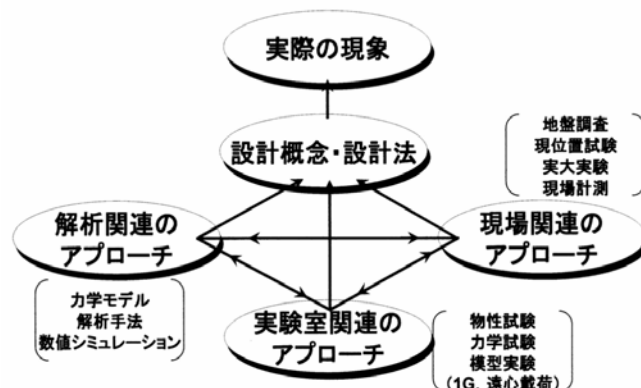 実際の現象
設計概念・設計法
地盤調査
現位置試験
実大実験
現場計測
解析関連の
アプローチ
現場関連の
アプローチ
力学モデル
解析手法
数値シミュレーション
実験室関連の
アプローチ
物性試験
力学試験
模型実験
(1G, 遠心載荷)